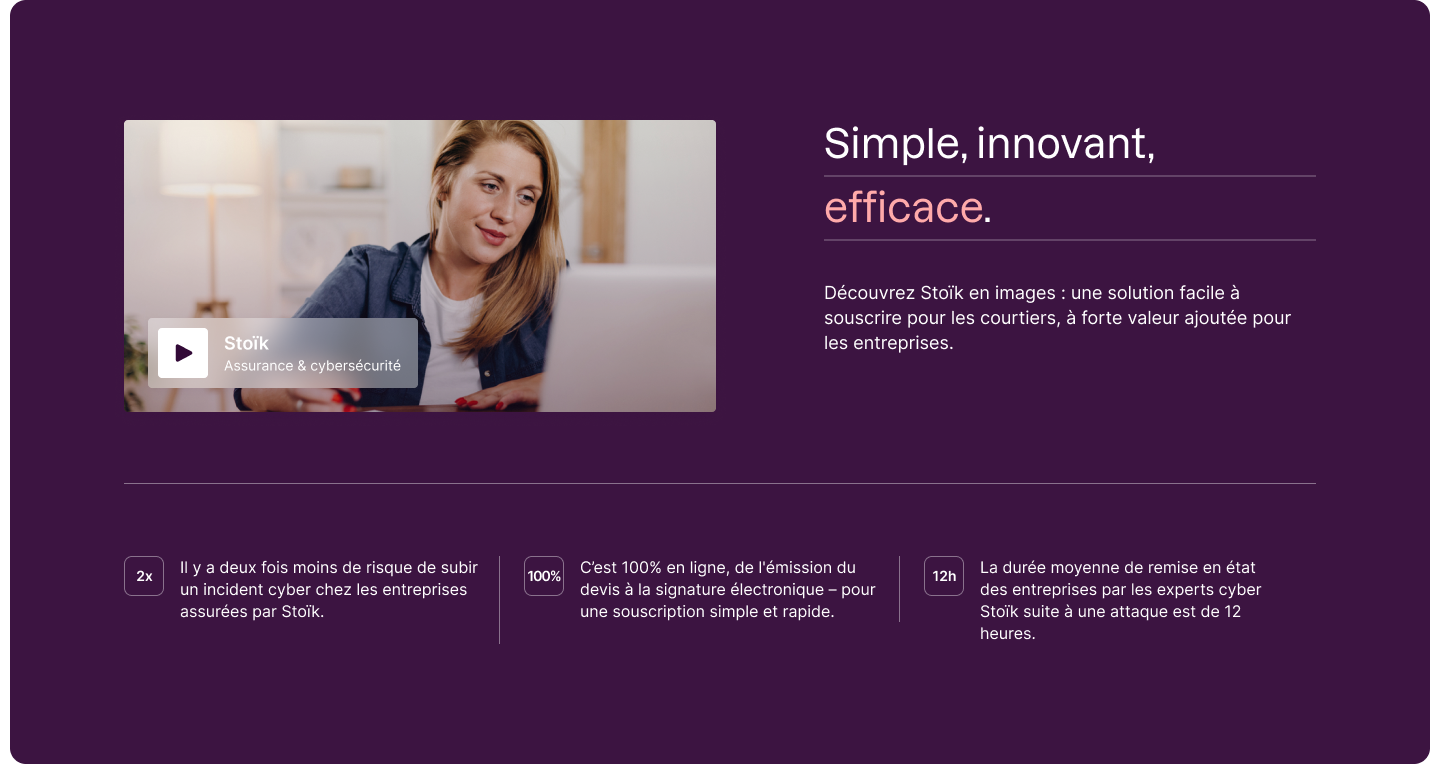 Simple, innovant,
efficace.
Découvrez Stoïk en images : une solution facile à
souscrire pour les courtiers, à forte valeur ajoutée pour
les entreprises.
Stoïk
Assurance & cybersécurité
2x
Il y a deux fois moins de risque de subir
un incident cyber chez les entreprises
assurées par Stoïk.
100%
C’est 100% en ligne, de l'émission du
devis à la signature électronique – pour
une souscription simple et rapide.
12h
La durée moyenne de remise en état
des entreprises par les experts cyber
Stoïk suite à une attaque est de 12
heures.